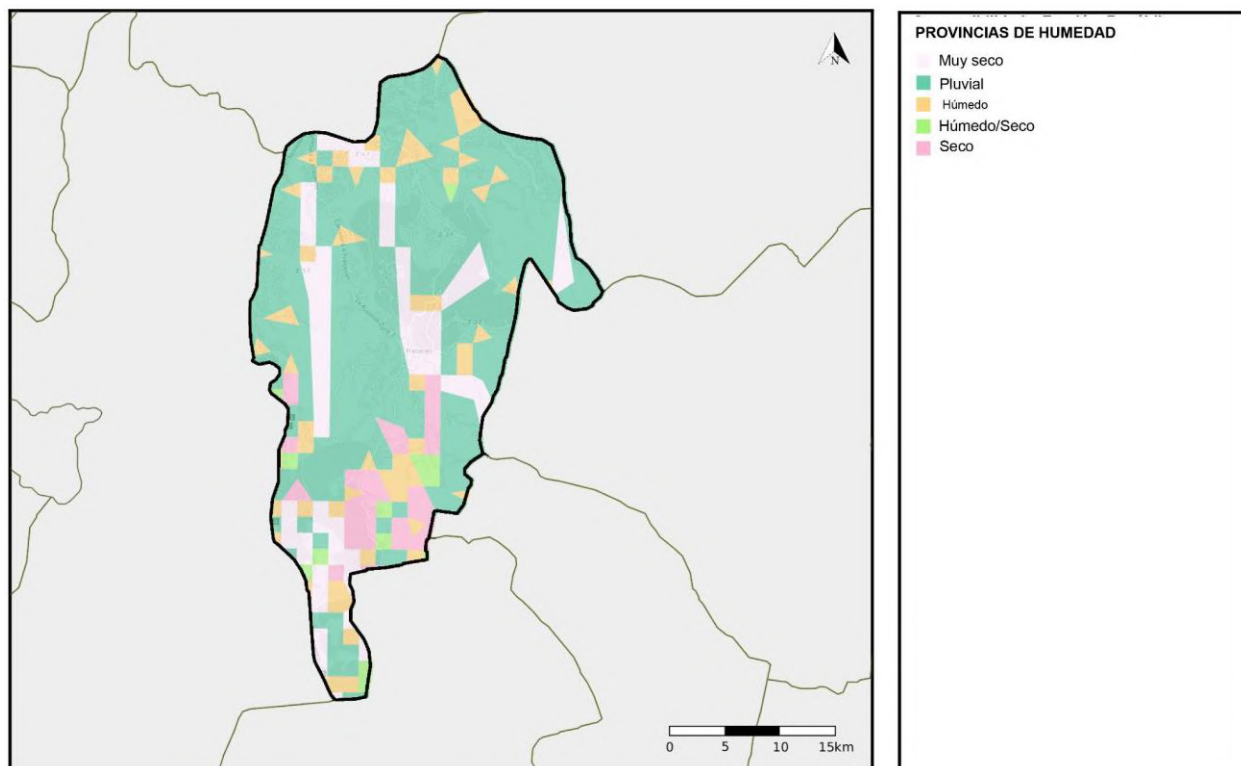 N
0 5 10 15km
PROVINCIAS DE HUMEDAD
Muy seco
Pluvial
Húmedo
Húmedo/Seco
Seco